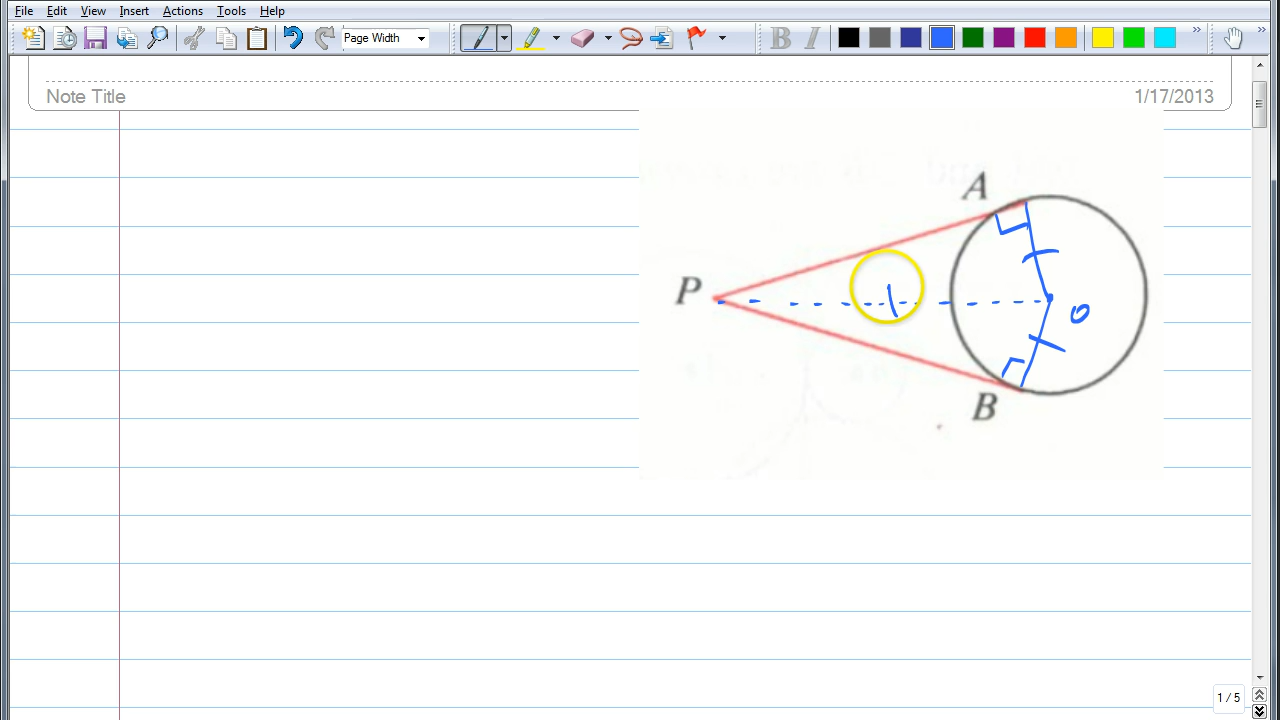 File Edit View Insert Actions Tools Help
Page Width B I
Note Title 1/17/2013
A
P
O
B
1 / 5